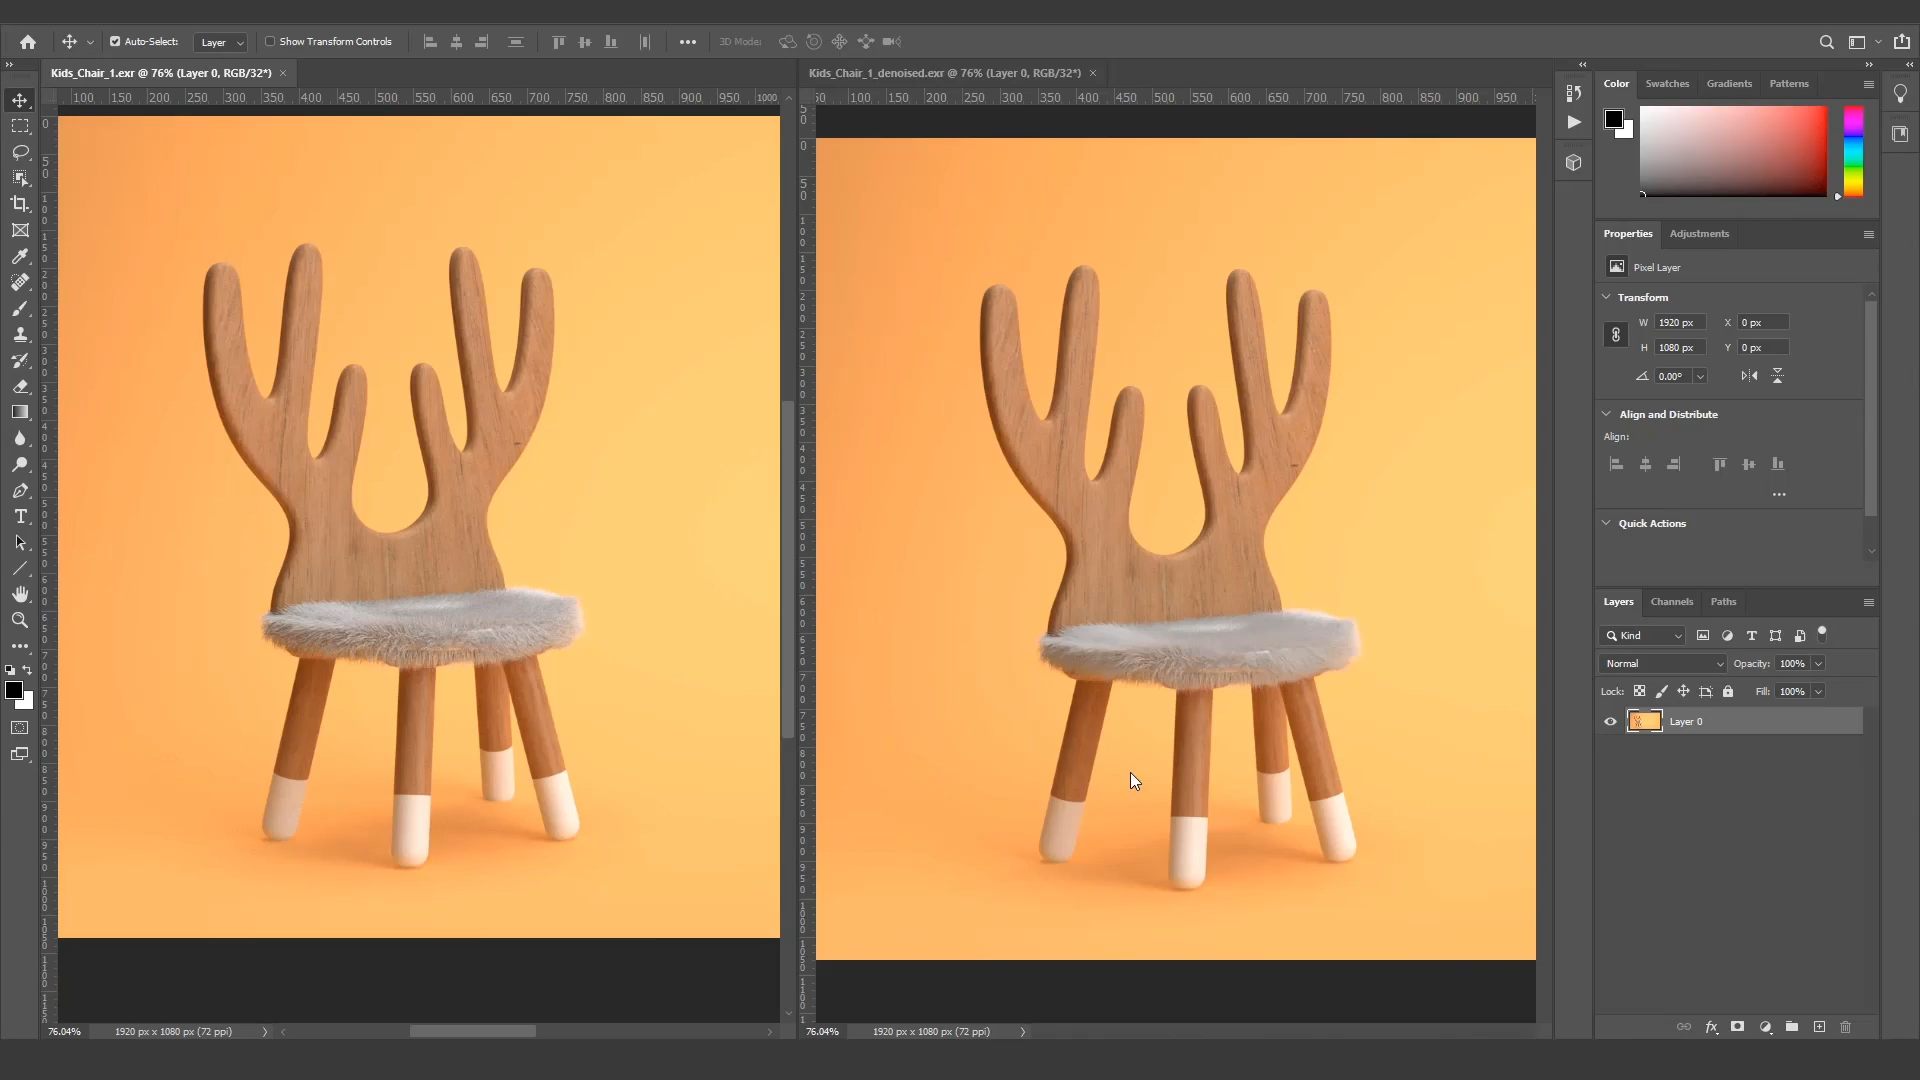 Auto-Select:
Layer
Show Transform Controls
3D Mode:
Kids_Chair_1.exr @ 76% (Layer 0, RGB/32*)
Kids_Chair_1_denoised.exr @ 76% (Layer 0, RGB/32*)
100 150 200 250 300 350 400 450 500 550 600 650 700 750 800 850 900 950 1000
50 100 150 200 250 300 350 400 450 500 550 600 650 700 750 800 850 900 950
Color
Swatches
Gradients
Patterns
Properties
Adjustments
Pixel Layer
Transform
W 1920 px X 0 px
H 1080 px Y 0 px
0.00°
Align and Distribute
Align:
Quick Actions
Layers
Channels
Paths
Kind
Normal
Opacity: 100%
Lock:
Fill: 100%
Layer 0
76.04%
1920 px x 1080 px (72 ppi)
76.04%
1920 px x 1080 px (72 ppi)